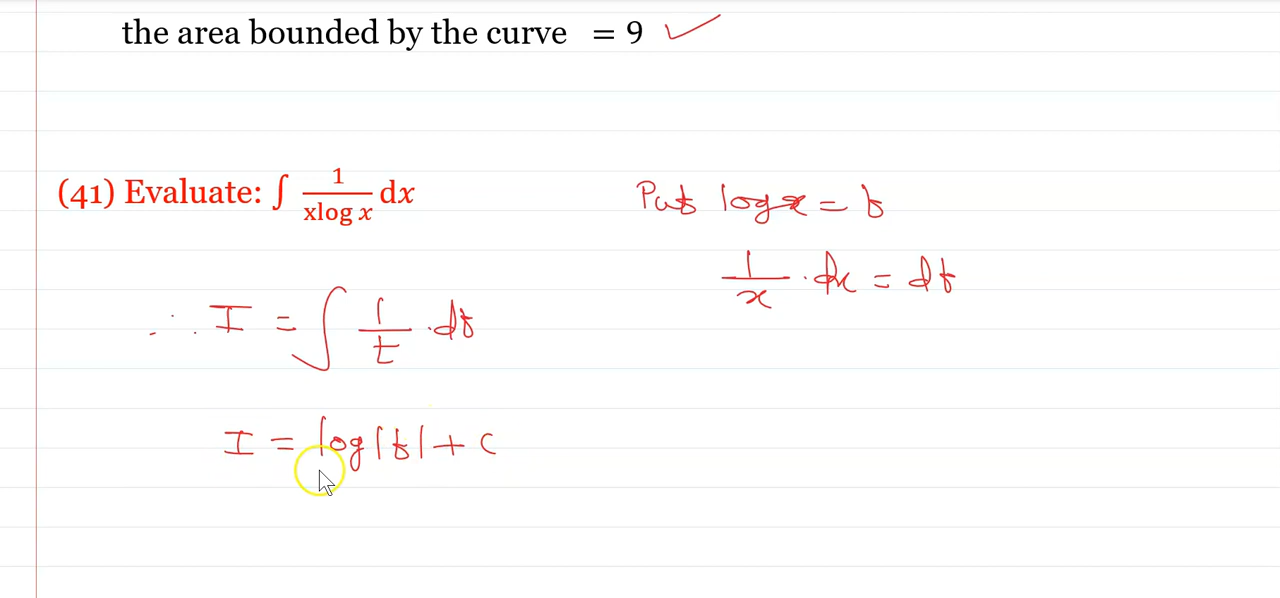 the area bounded by the curve = 9 ✓
(41) Evaluate: ∫ 1/(xlog x) dx
Put logx = t
1/x · dx = dt
∴ I = ∫ 1/t · dt
I = log|t| + c